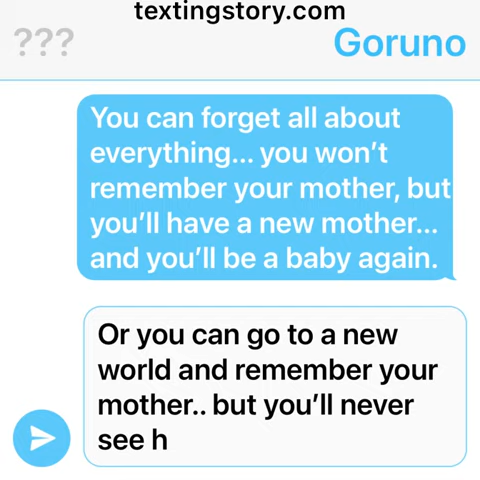 textingstory.com
??? Goruno
You can forget all about
everything... you won't
remember your mother, but
you'll have a new mother...
and you'll be a baby again.
Or you can go to a new
world and remember your
mother.. but you'll never
see h